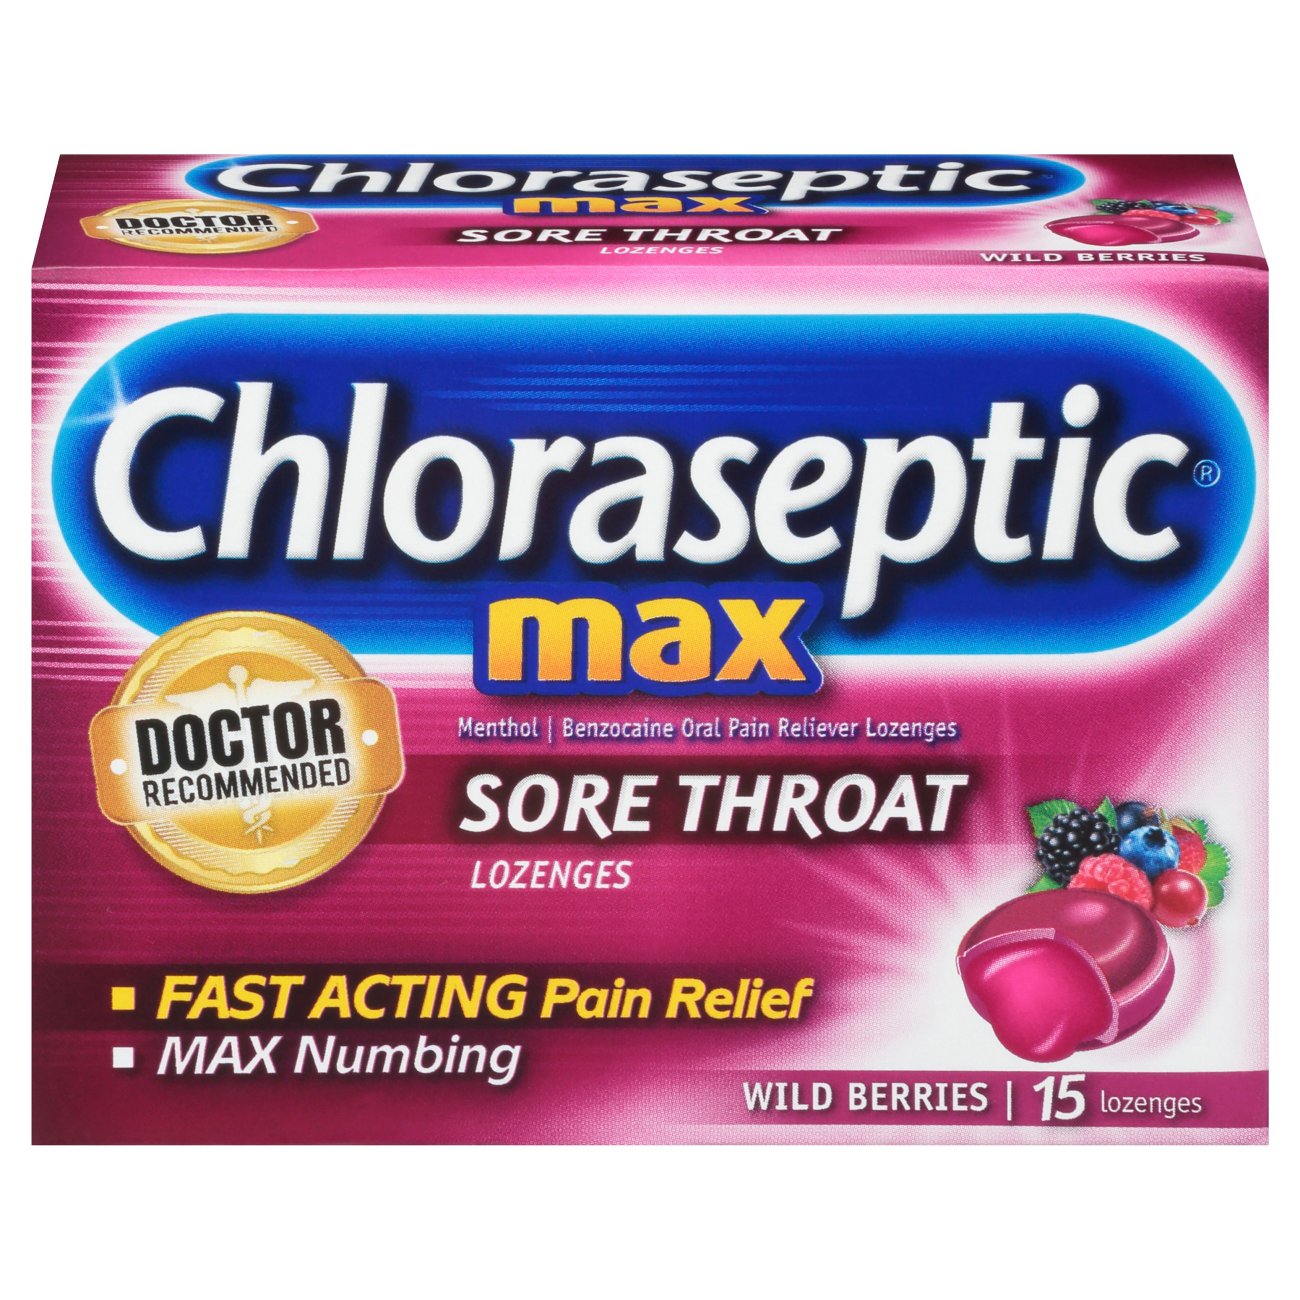 Chloraseptic
max
DOCTOR
RECOMMENDED
SORE THROAT
LOZENGES
WILD BERRIES
Chloraseptic®
max
Menthol | Benzocaine Oral Pain Reliever Lozenges
DOCTOR
RECOMMENDED
SORE THROAT
LOZENGES
FAST ACTING Pain Relief
MAX Numbing
WILD BERRIES | 15 lozenges